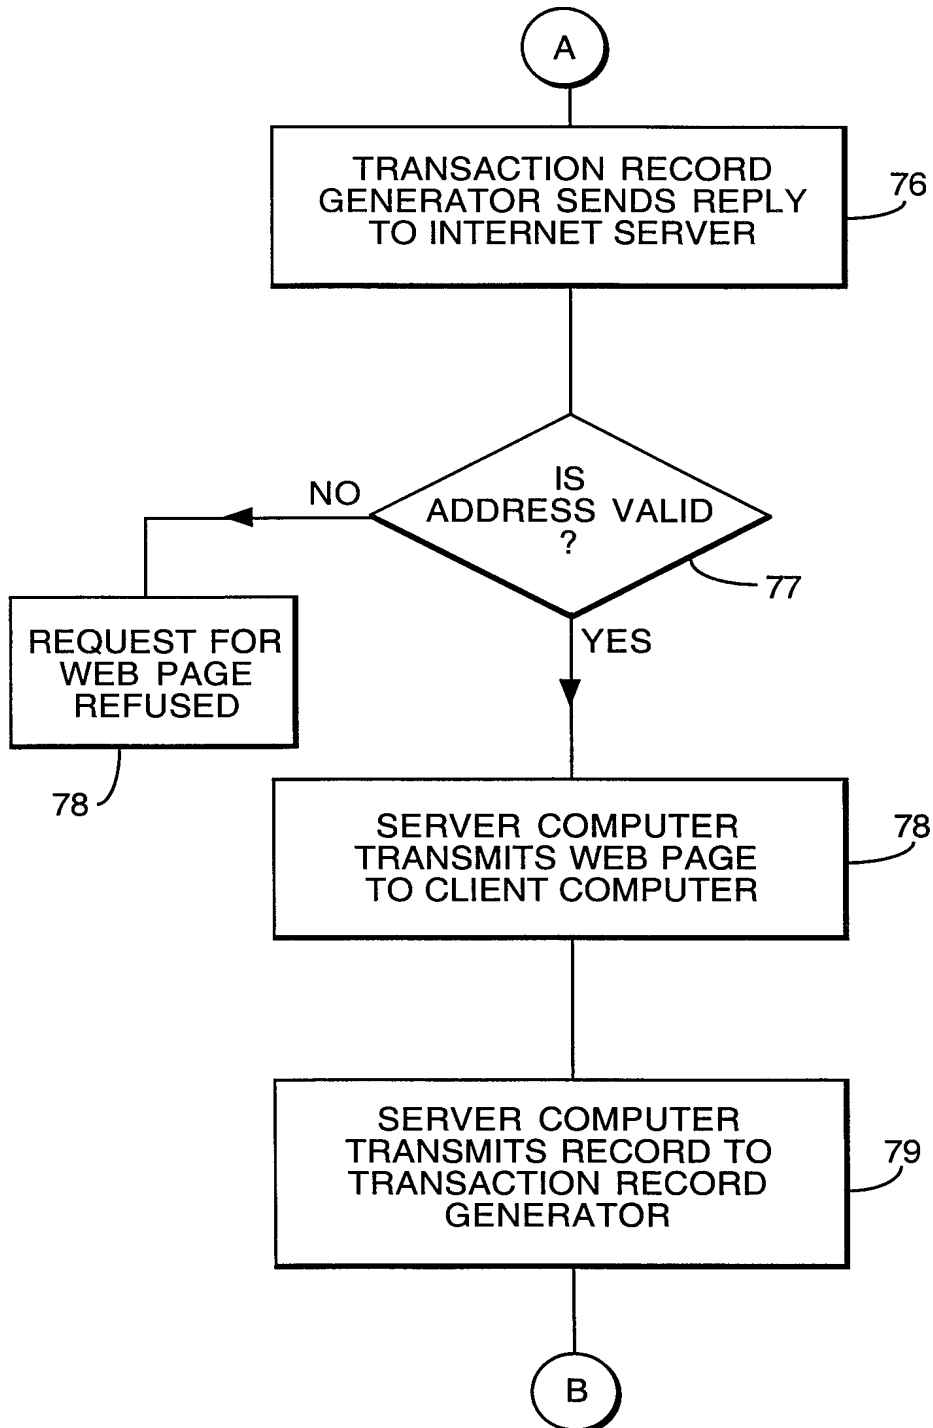 A
TRANSACTION RECORD
GENERATOR SENDS REPLY
TO INTERNET SERVER
76
IS
ADDRESS VALID
?
NO
77
YES
REQUEST FOR
WEB PAGE
REFUSED
78
SERVER COMPUTER
TRANSMITS WEB PAGE
TO CLIENT COMPUTER
78
SERVER COMPUTER
TRANSMITS RECORD TO
TRANSACTION RECORD
GENERATOR
79
B